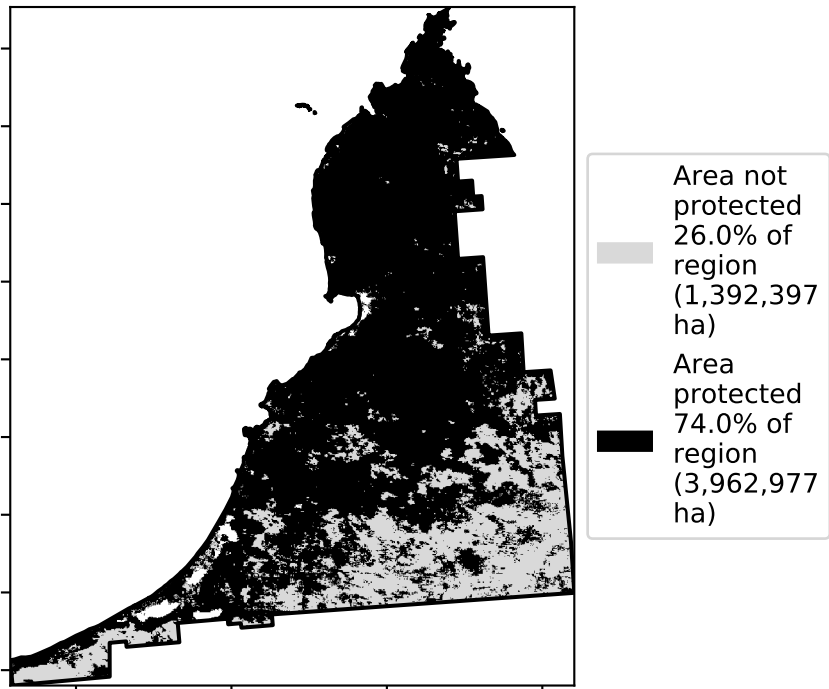 Area not
protected
26.0% of
region
(1,392,397
ha)
Area
protected
74.0% of
region
(3,962,977
ha)